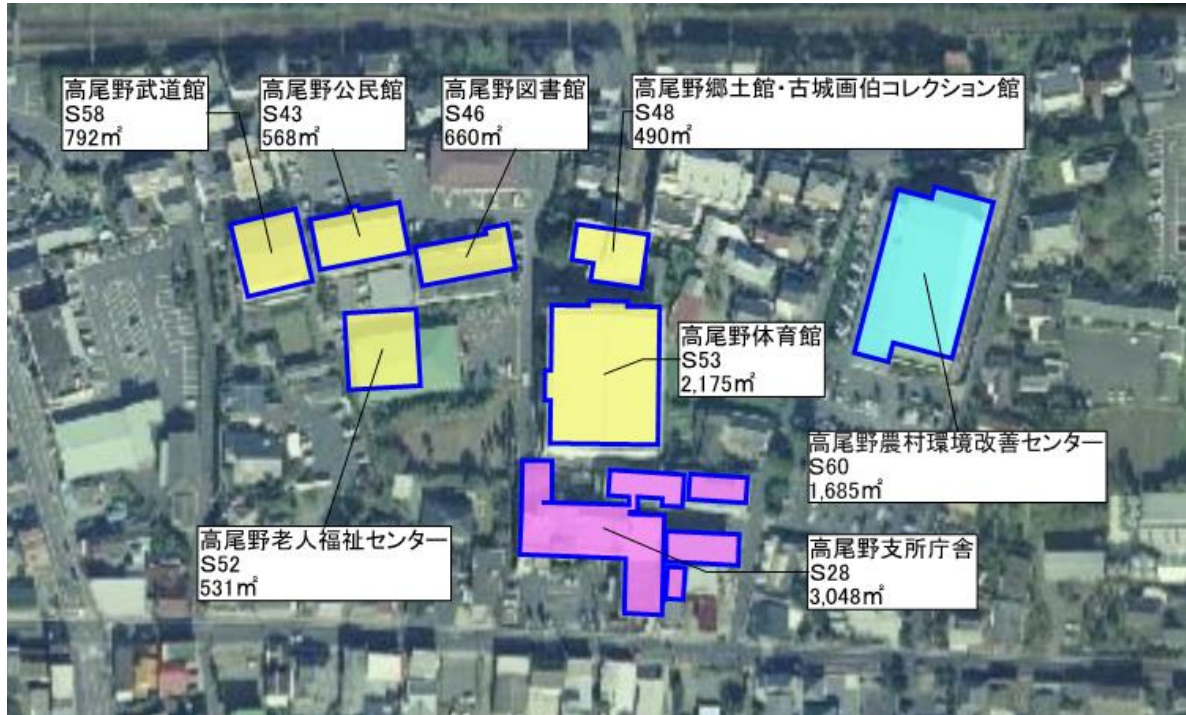 高尾野武道館
S58
792㎡
高尾野公民館
S43
568㎡
高尾野図書館
S46
660㎡
高尾野郷土館・古城画伯コレクション館
S48
490㎡
高尾野体育館
S53
2,175㎡
高尾野農村環境改善センター
S60
1,685㎡
高尾野老人福祉センター
S52
531㎡
高尾野支所庁舎
S28
3,048㎡